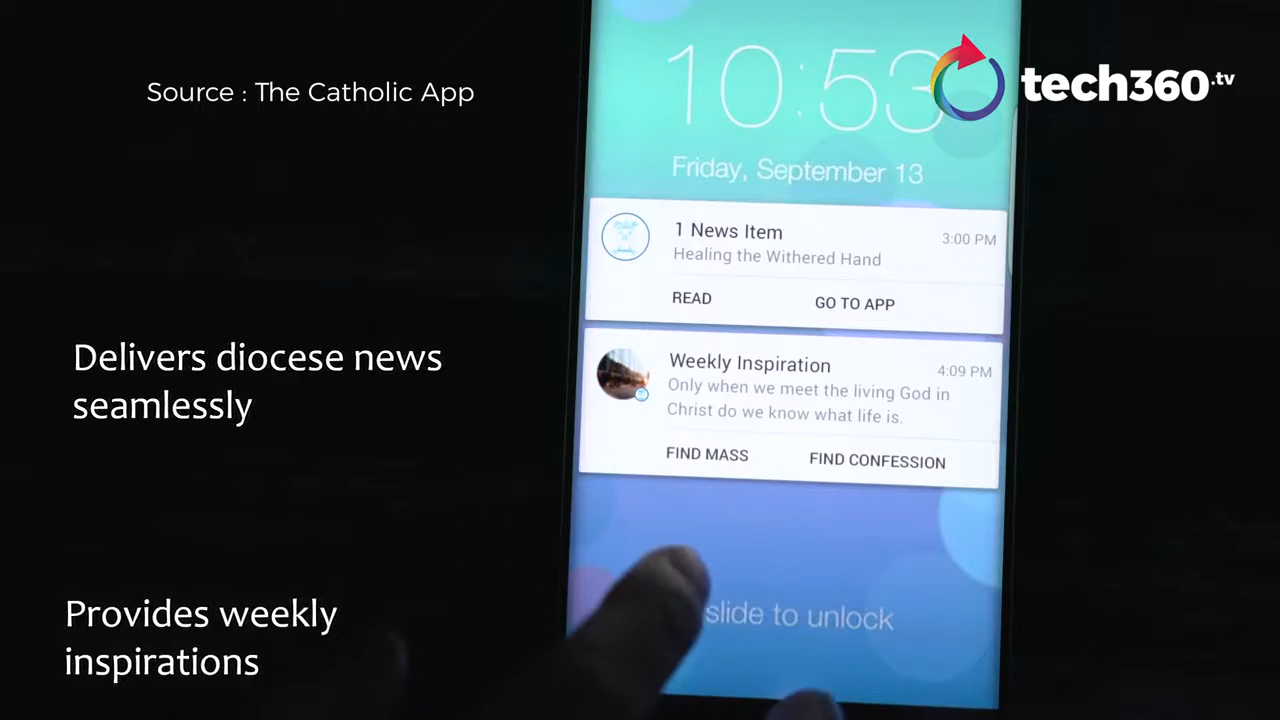 Source : The Catholic App
tech360.tv
10:53
Friday, September 13
1 News Item
3:00 PM
Healing the Withered Hand
READ
GO TO APP
Weekly Inspiration
4:09 PM
Only when we meet the living God in
Christ do we know what life is.
FIND MASS
FIND CONFESSION
slide to unlock
Delivers diocese news
seamlessly
Provides weekly
inspirations